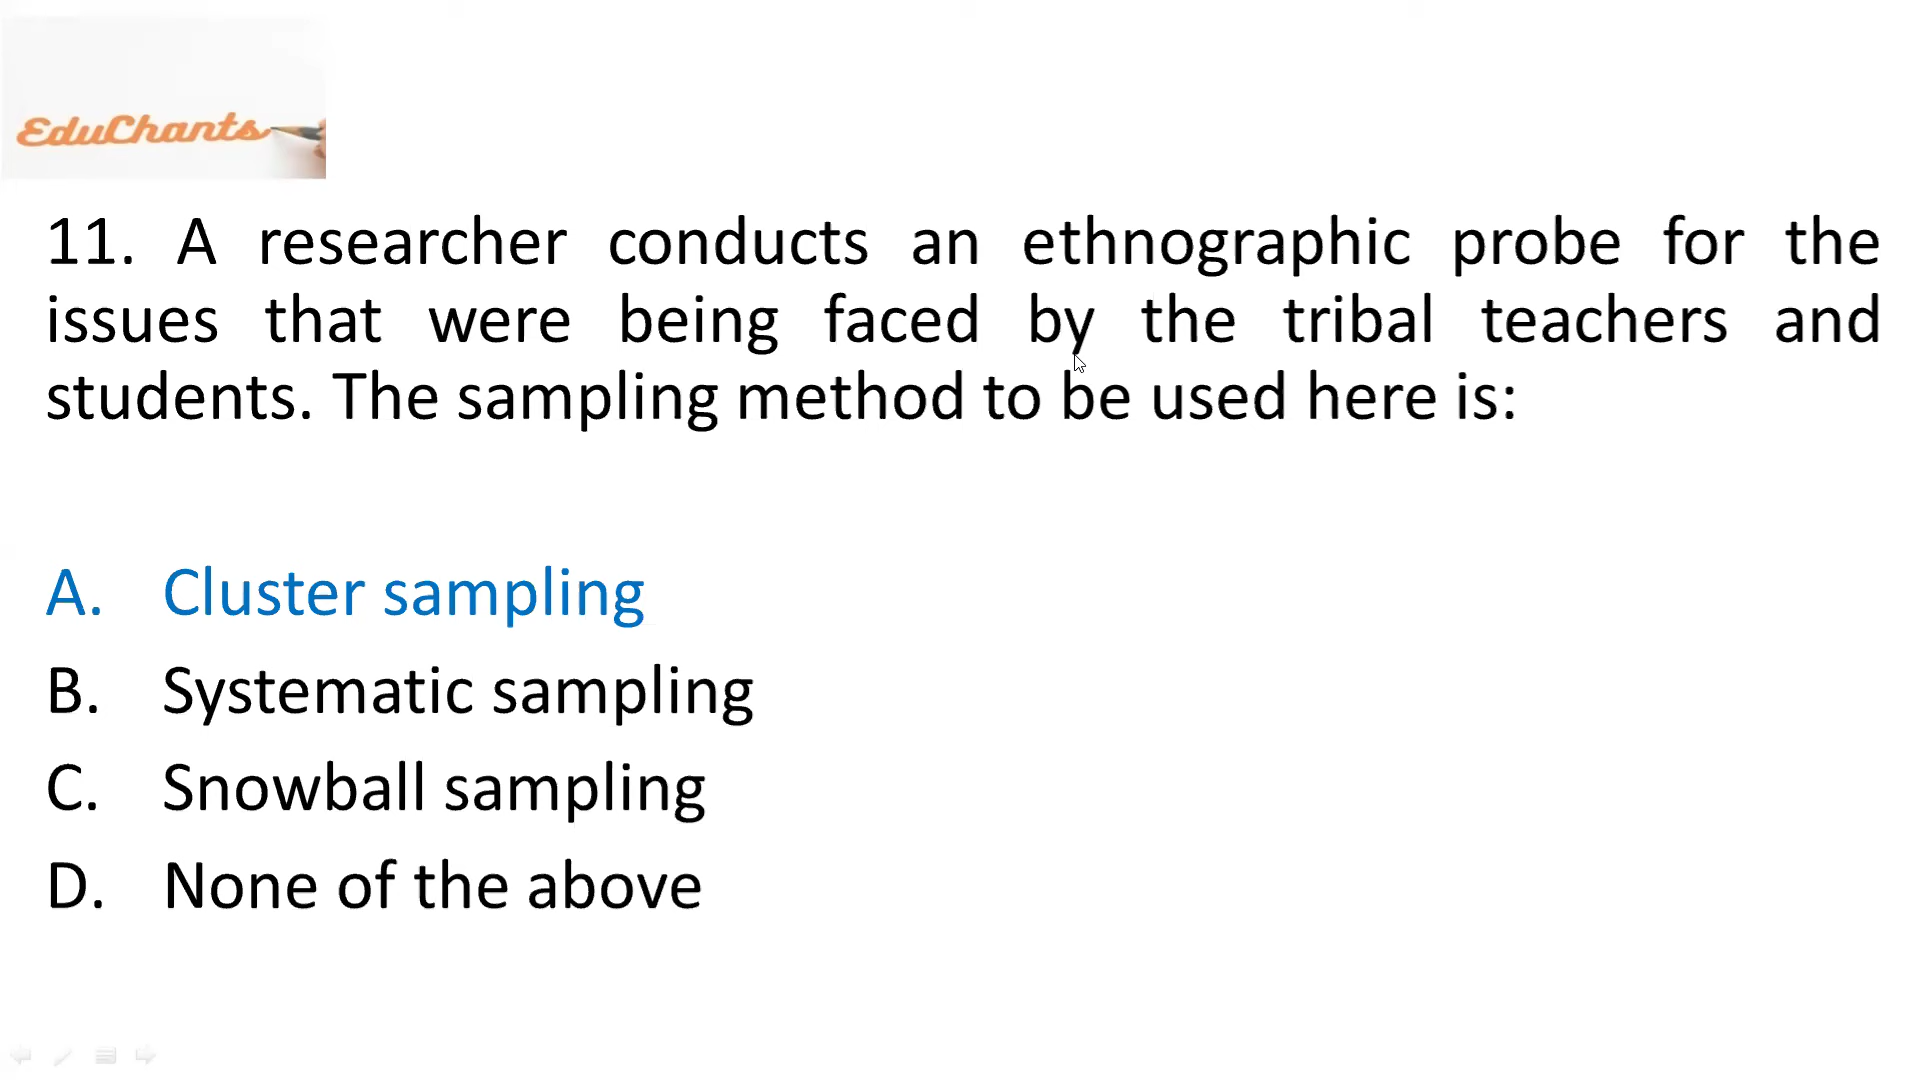 EduChants
11. A researcher conducts an ethnographic probe for the
issues that were being faced by the tribal teachers and
students. The sampling method to be used here is:
A. Cluster sampling
B. Systematic sampling
C. Snowball sampling
D. None of the above